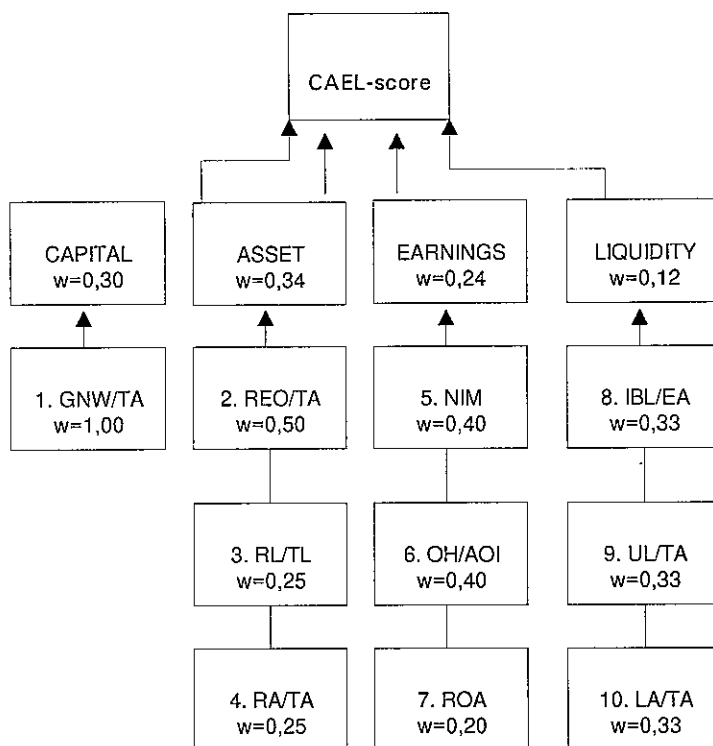 CAEL-score
CAPITAL
w=0,30
ASSET
w=0,34
EARNINGS
w=0,24
LIQUIDITY
w=0,12
1. GNW/TA
w=1,00
2. REO/TA
w=0,50
5. NIM
w=0,40
8. IBL/EA
w=0,33
3. RL/TL
w=0,25
6. OH/AOI
w=0,40
9. UL/TA
w=0,33
4. RA/TA
w=0,25
7. ROA
w=0,20
10. LA/TA
w=0,33